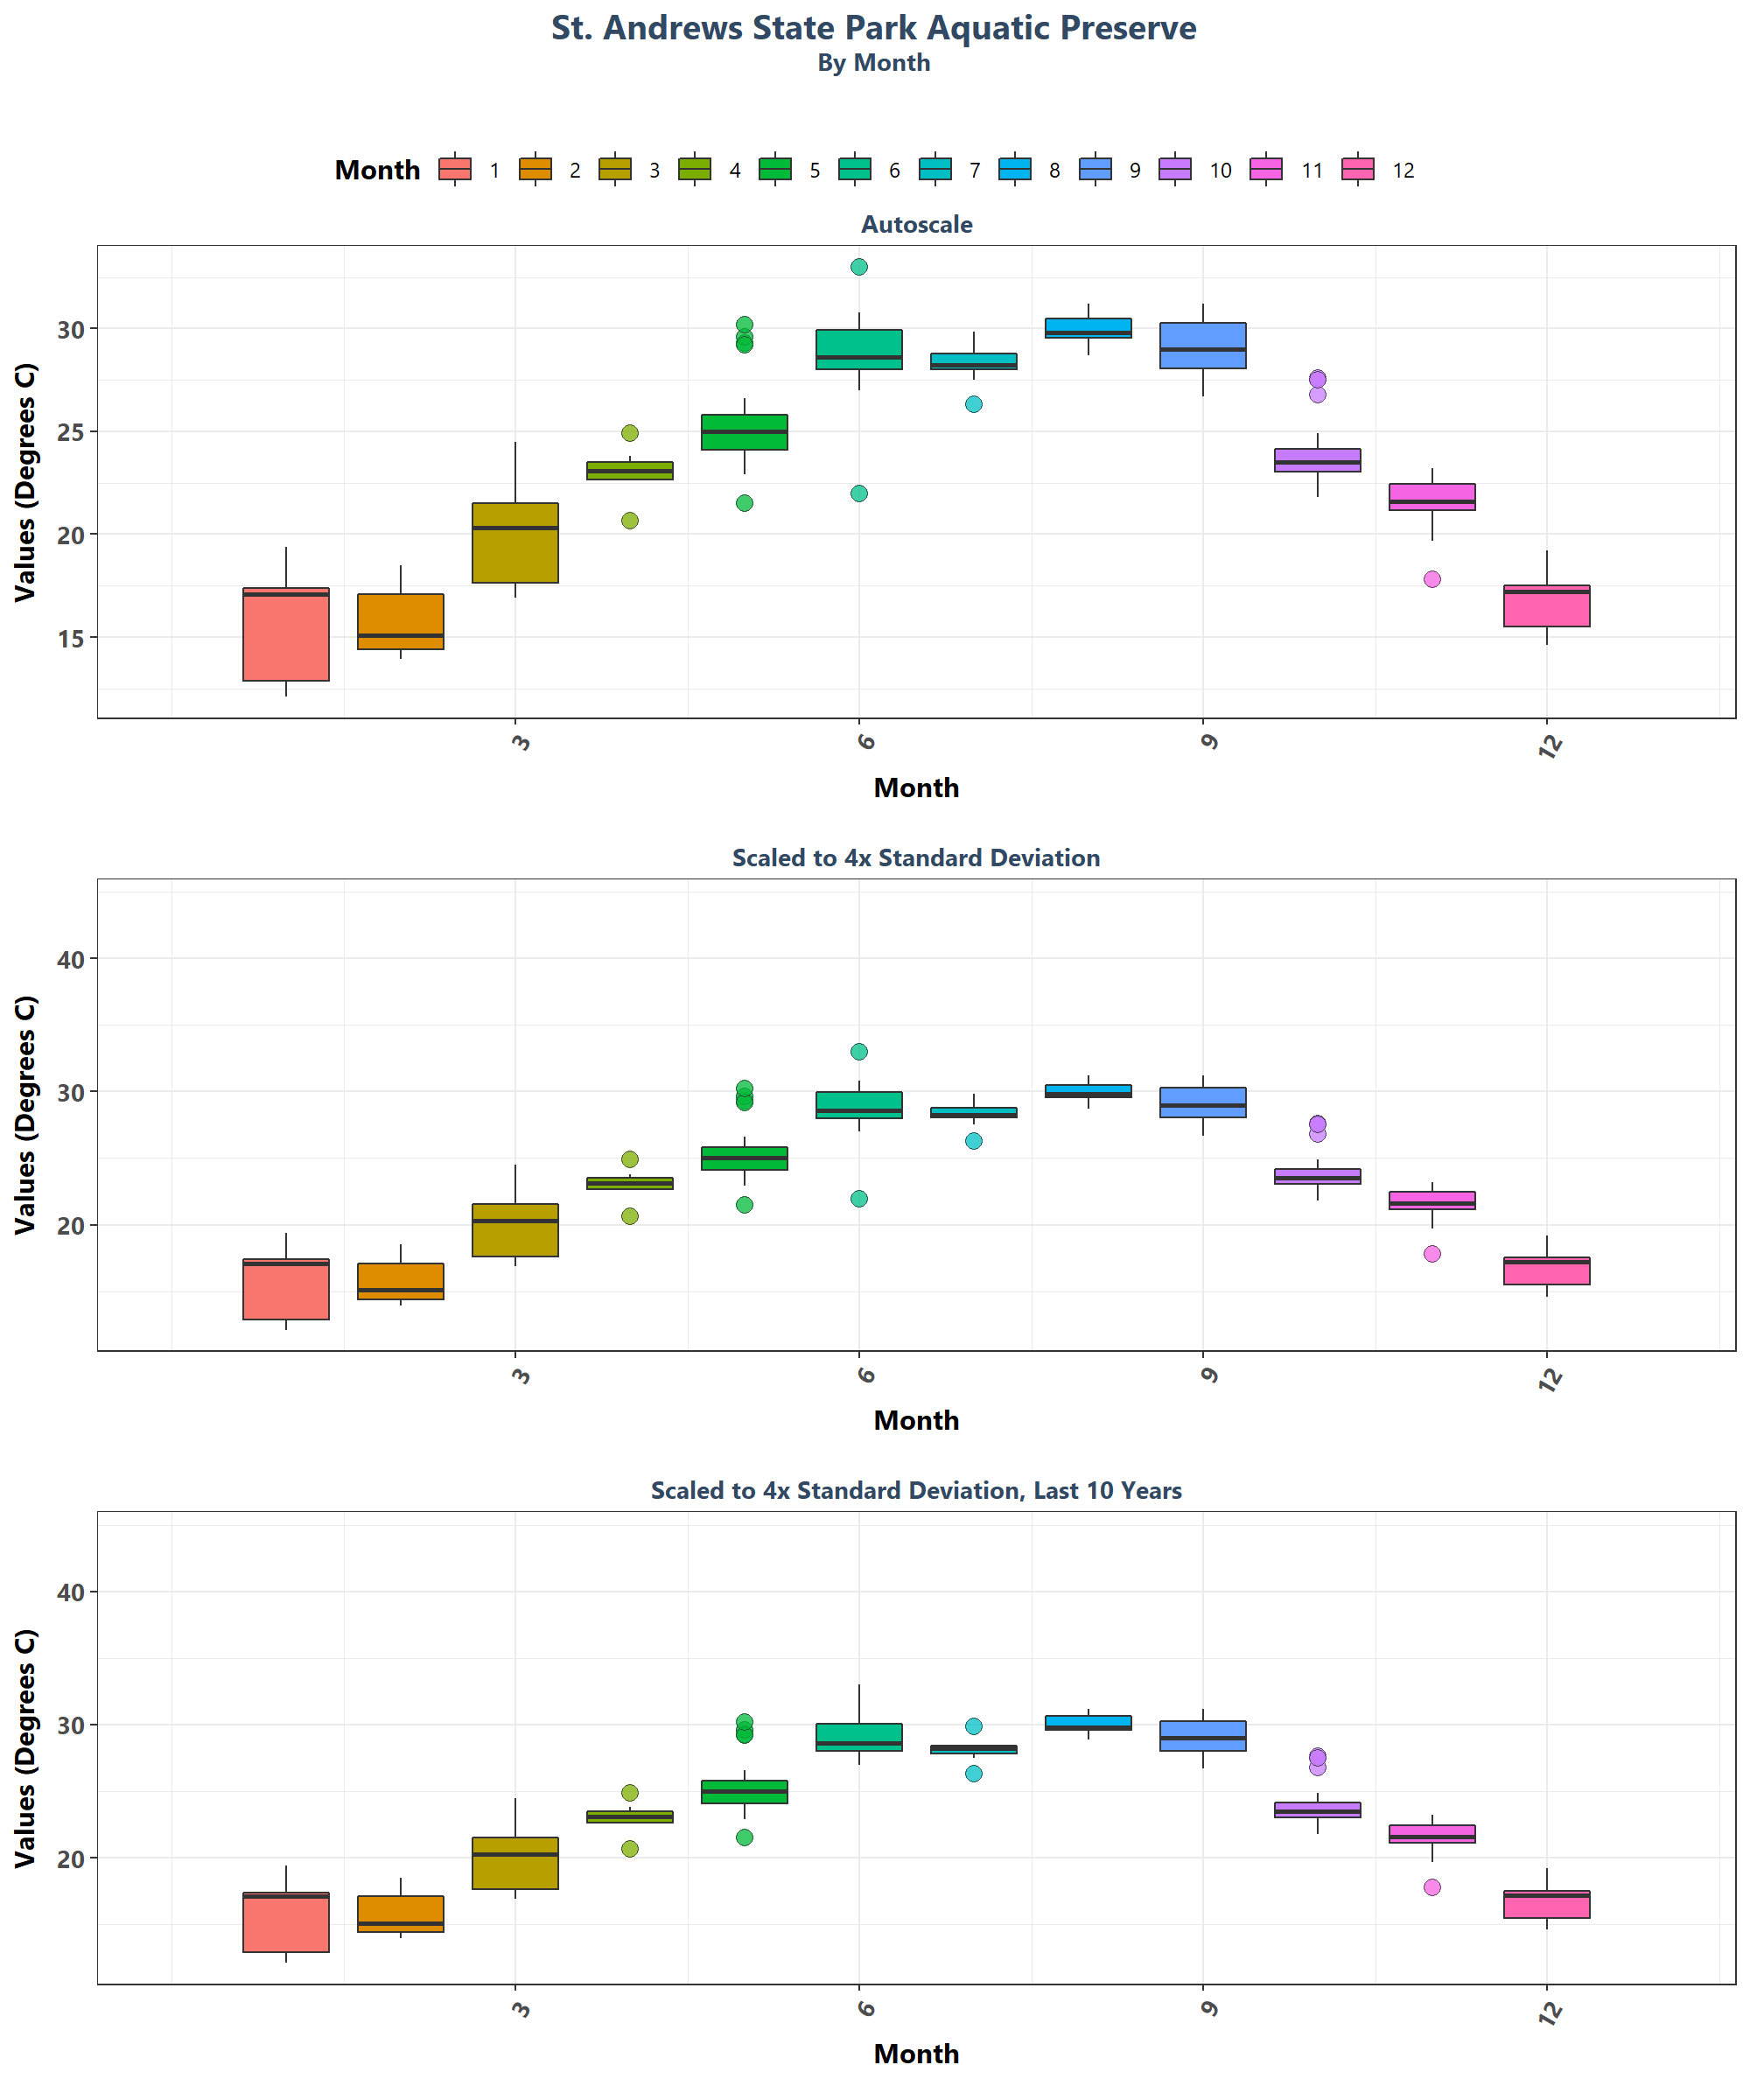 St. Andrews State Park Aquatic Preserve
By Month
Month 1 2 3 4 5 6 7 8 9 10 11 12
Autoscale
Values (Degrees C)
30
25
20
15
3 6 9 12
Month
Scaled to 4x Standard Deviation
Values (Degrees C)
40
30
20
3 6 9 12
Month
Scaled to 4x Standard Deviation, Last 10 Years
Values (Degrees C)
40
30
20
3 6 9 12
Month